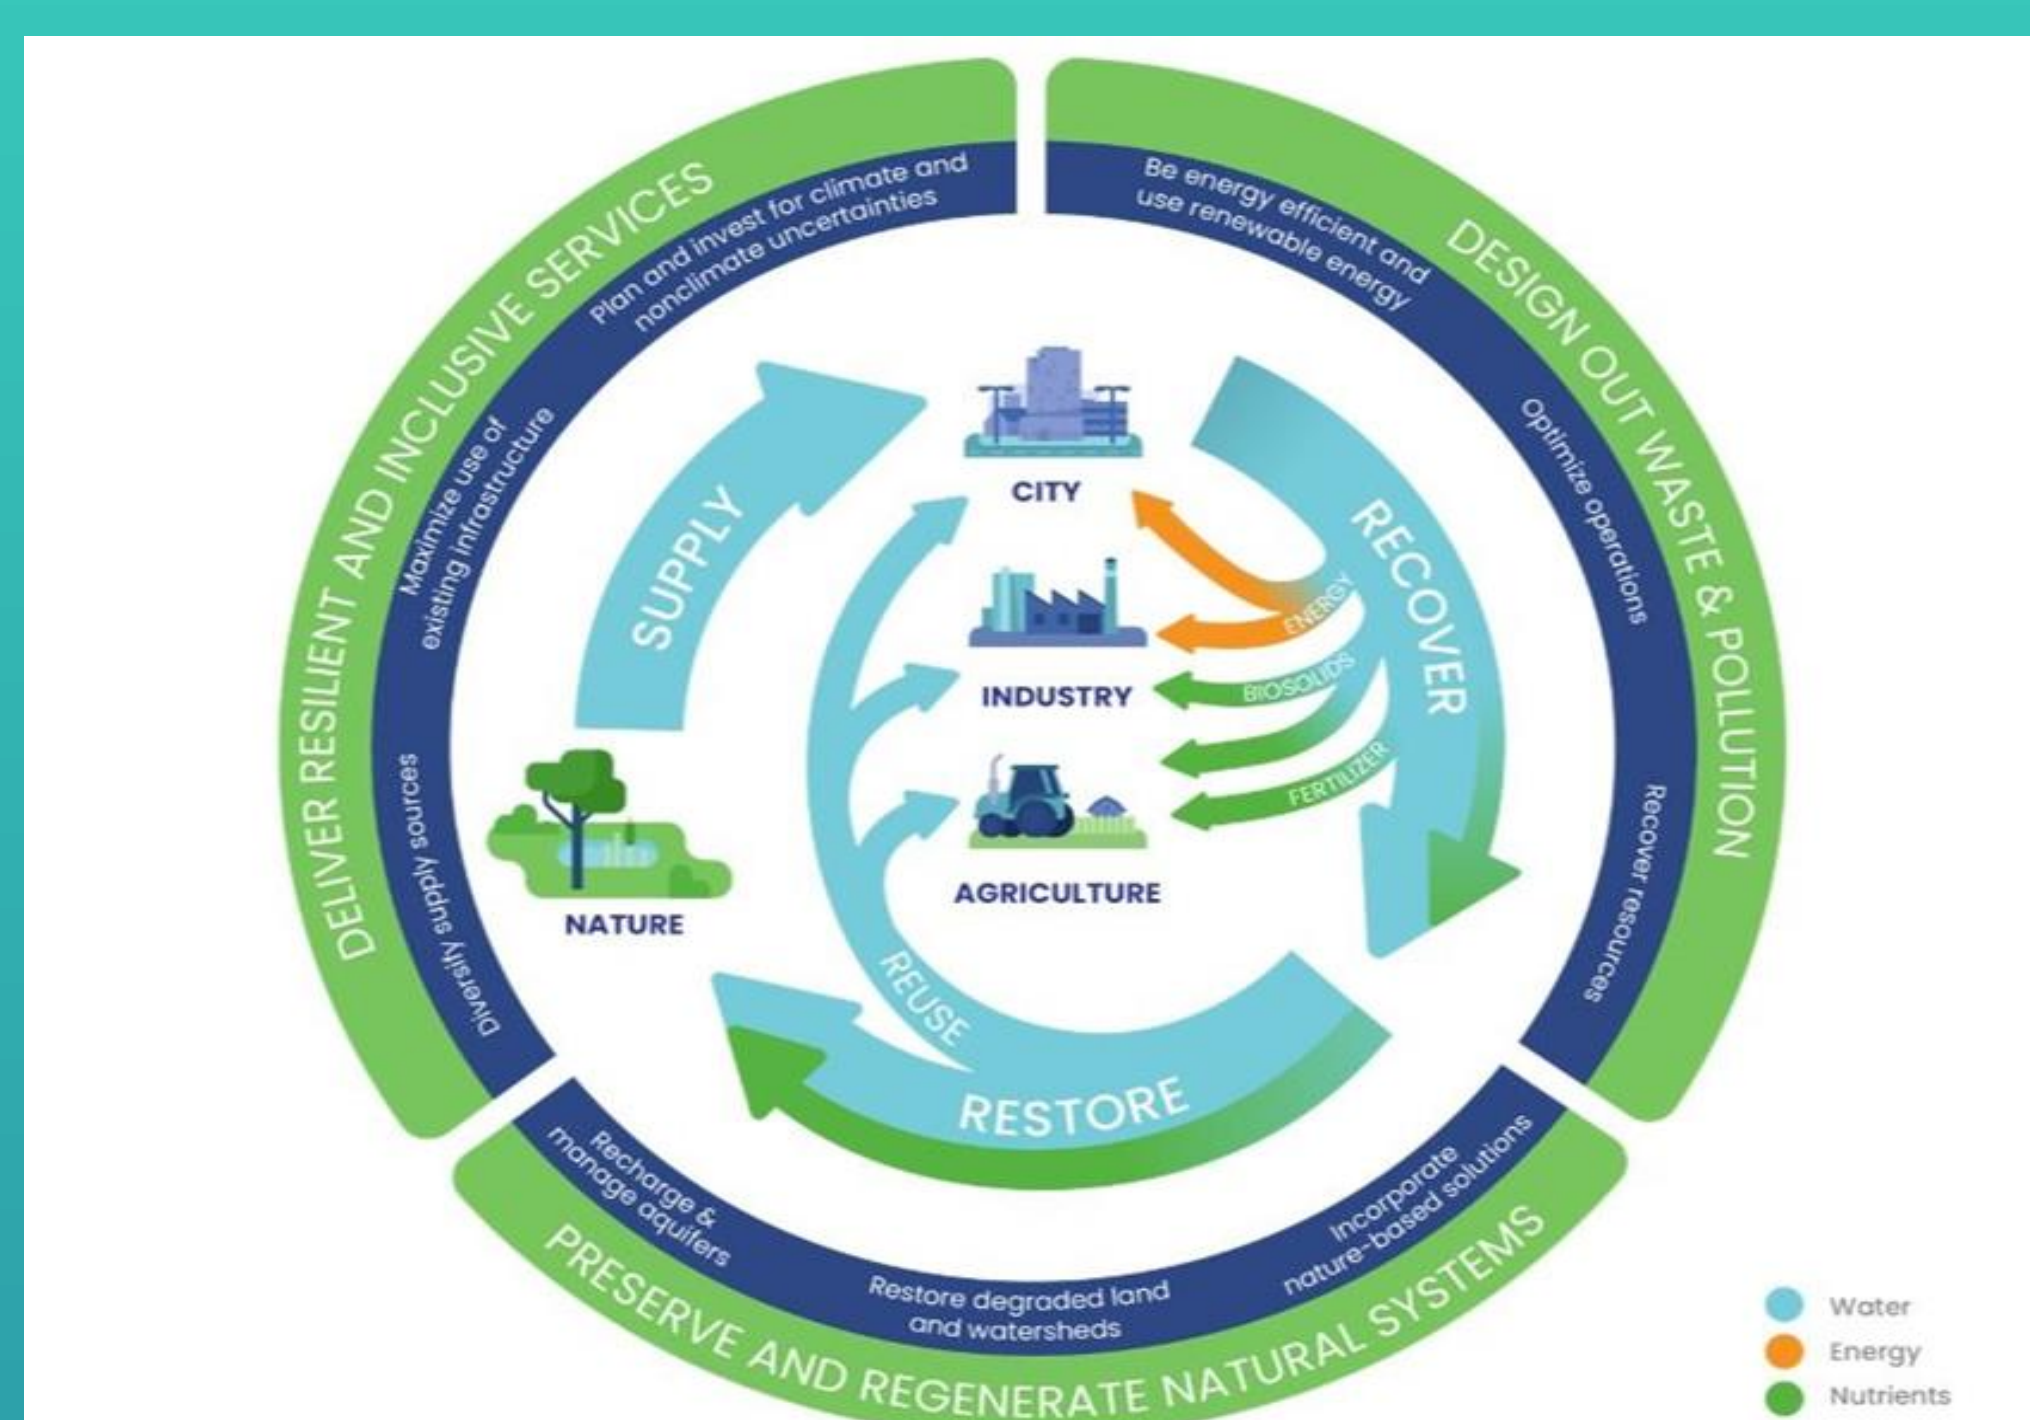 DELIVER RESILIENT AND INCLUSIVE SERVICES
Plan and invest for climate and
nonclimate uncertainties
Maximize use of
existing infrastructure
Diversify supply sources
DESIGN OUT WASTE & POLLUTION
Be energy efficient and
use renewable energy
Optimize operations
Recover resources
PRESERVE AND REGENERATE NATURAL SYSTEMS
Incorporate
nature-based solutions
Restore degraded land
and watersheds
Recharge &
manage aquifers
SUPPLY
CITY
RECOVER
ENERGY
INDUSTRY
BIOSOLIDS
FERTILIZER
AGRICULTURE
NATURE
REUSE
RESTORE
Water
Energy
Nutrients